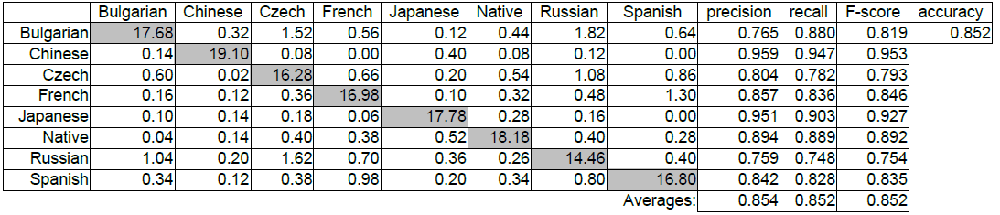 Bulgarian Chinese Czech French Japanese Native Russian Spanish precision recall F-score accuracy
Bulgarian 17.68 0.32 1.52 0.56 0.12 0.44 1.82 0.64 0.765 0.880 0.819 0.852
Chinese 0.14 19.10 0.08 0.00 0.40 0.08 0.12 0.00 0.959 0.947 0.953
Czech 0.60 0.02 16.28 0.66 0.20 0.54 1.08 0.86 0.804 0.782 0.793
French 0.16 0.12 0.36 16.98 0.10 0.32 0.48 1.30 0.857 0.836 0.846
Japanese 0.10 0.14 0.18 0.06 17.78 0.28 0.16 0.00 0.951 0.903 0.927
Native 0.04 0.14 0.40 0.38 0.52 18.18 0.40 0.28 0.894 0.889 0.892
Russian 1.04 0.20 1.62 0.70 0.36 0.26 14.46 0.40 0.759 0.748 0.754
Spanish 0.34 0.12 0.38 0.98 0.20 0.34 0.80 16.80 0.842 0.828 0.835
Averages: 0.854 0.852 0.852